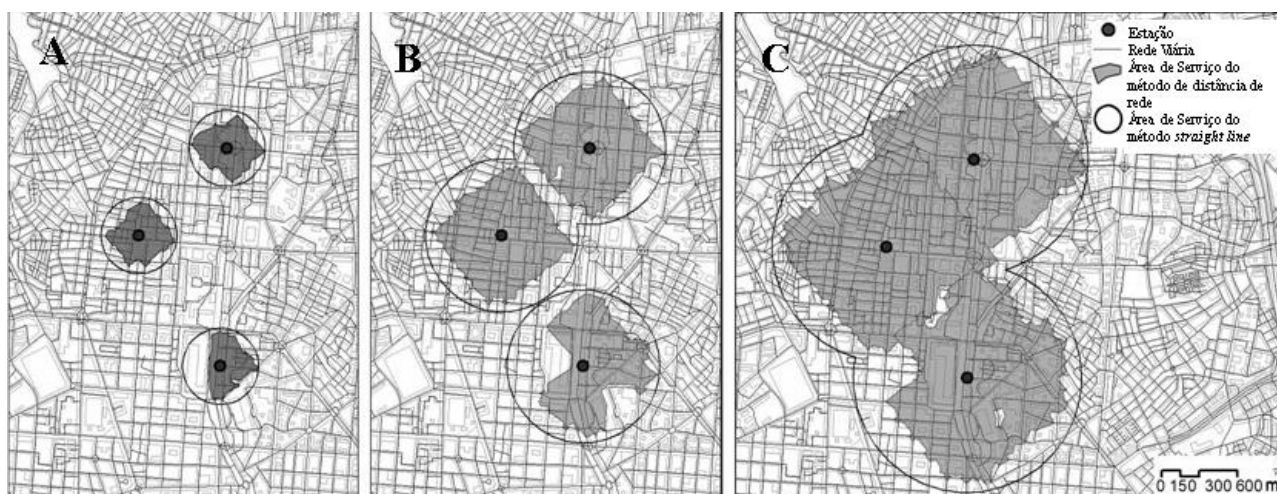 A
B
C
Estação
Rede Viária
Área de Serviço do
método de distância de
rede
Área de Serviço do
método straight line
0 150 300 600 m